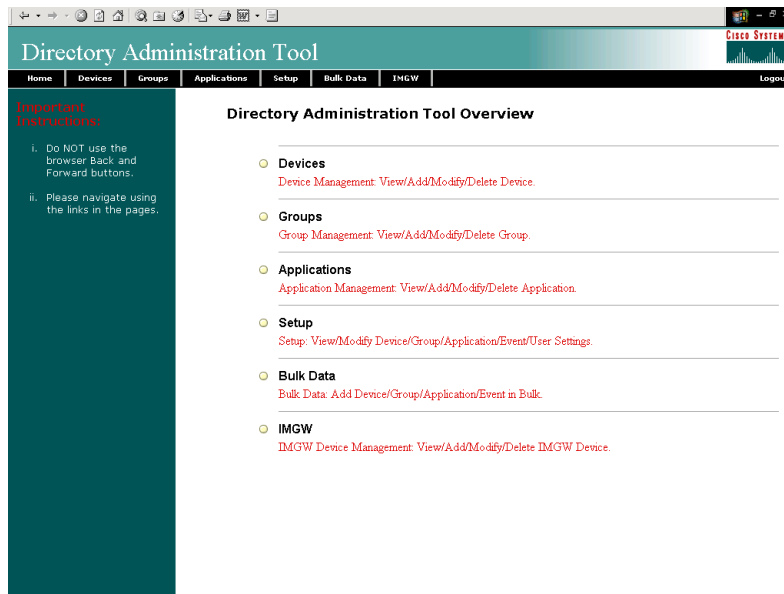 Directory Administration Tool
CISCO SYSTEM
Home Devices Groups Applications Setup Bulk Data IMGW Logou
Important
Instructions:
i. Do NOT use the
browser Back and
Forward buttons.
ii. Please navigate using
the links in the pages.
Directory Administration Tool Overview
Devices
Device Management: View/Add/Modify/Delete Device.
Groups
Group Management: View/Add/Modify/Delete Group.
Applications
Application Management: View/Add/Modify/Delete Application.
Setup
Setup: View/Modify Device/Group/Application/Event/User Settings.
Bulk Data
Bulk Data: Add Device/Group/Application/Event in Bulk.
IMGW
IMGW Device Management: View/Add/Modify/Delete IMGW Device.